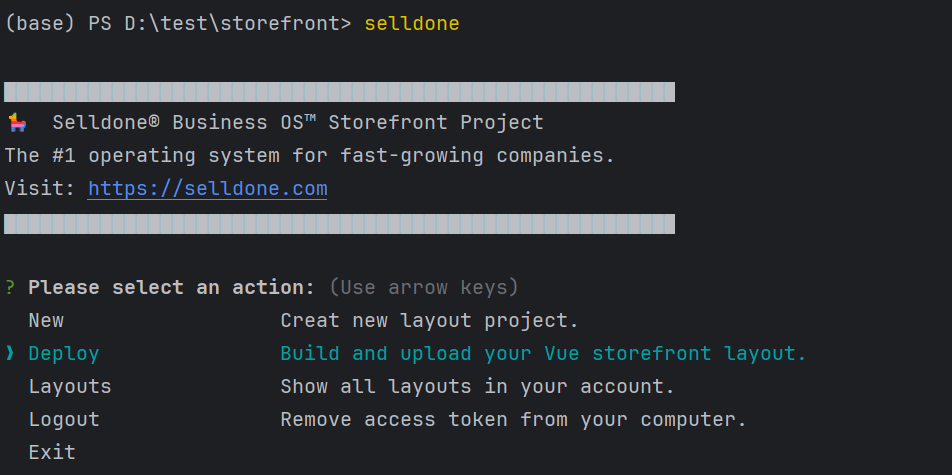 (base) PS D:\test\storefront> selldone
Selldone® Business OS™ Storefront Project
The #1 operating system for fast-growing companies.
Visit: https://selldone.com
? Please select an action: (Use arrow keys)
New Creat new layout project.
❯ Deploy Build and upload your Vue storefront layout.
Layouts Show all layouts in your account.
Logout Remove access token from your computer.
Exit